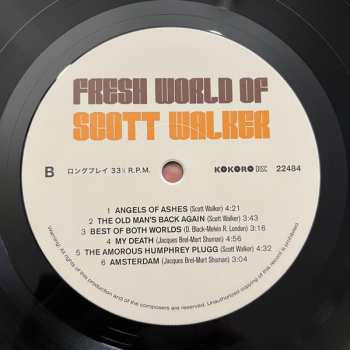 FRESH WORLD OF
SCOTT WALKER
B ロングプレイ 33⅓ R.P.M. KOKORO DISC 22484
1 ANGELS OF ASHES (Scott Walker) 4:21
2 THE OLD MAN'S BACK AGAIN (Scott Walker) 3:43
3 BEST OF BOTH WORLDS (D. Black-Melvin R. London) 3:16
4 MY DEATH (Jacques Brel-Mort Shuman) 4:56
5 THE AMOROUS HUMPHREY PLUGG (Scott Walker) 4:32
6 AMSTERDAM (Jacques Brel-Mort Shuman) 3:04
Warning: All rights of this production and of the composers are reserved. Unauthorized copying of this record is prohibited.